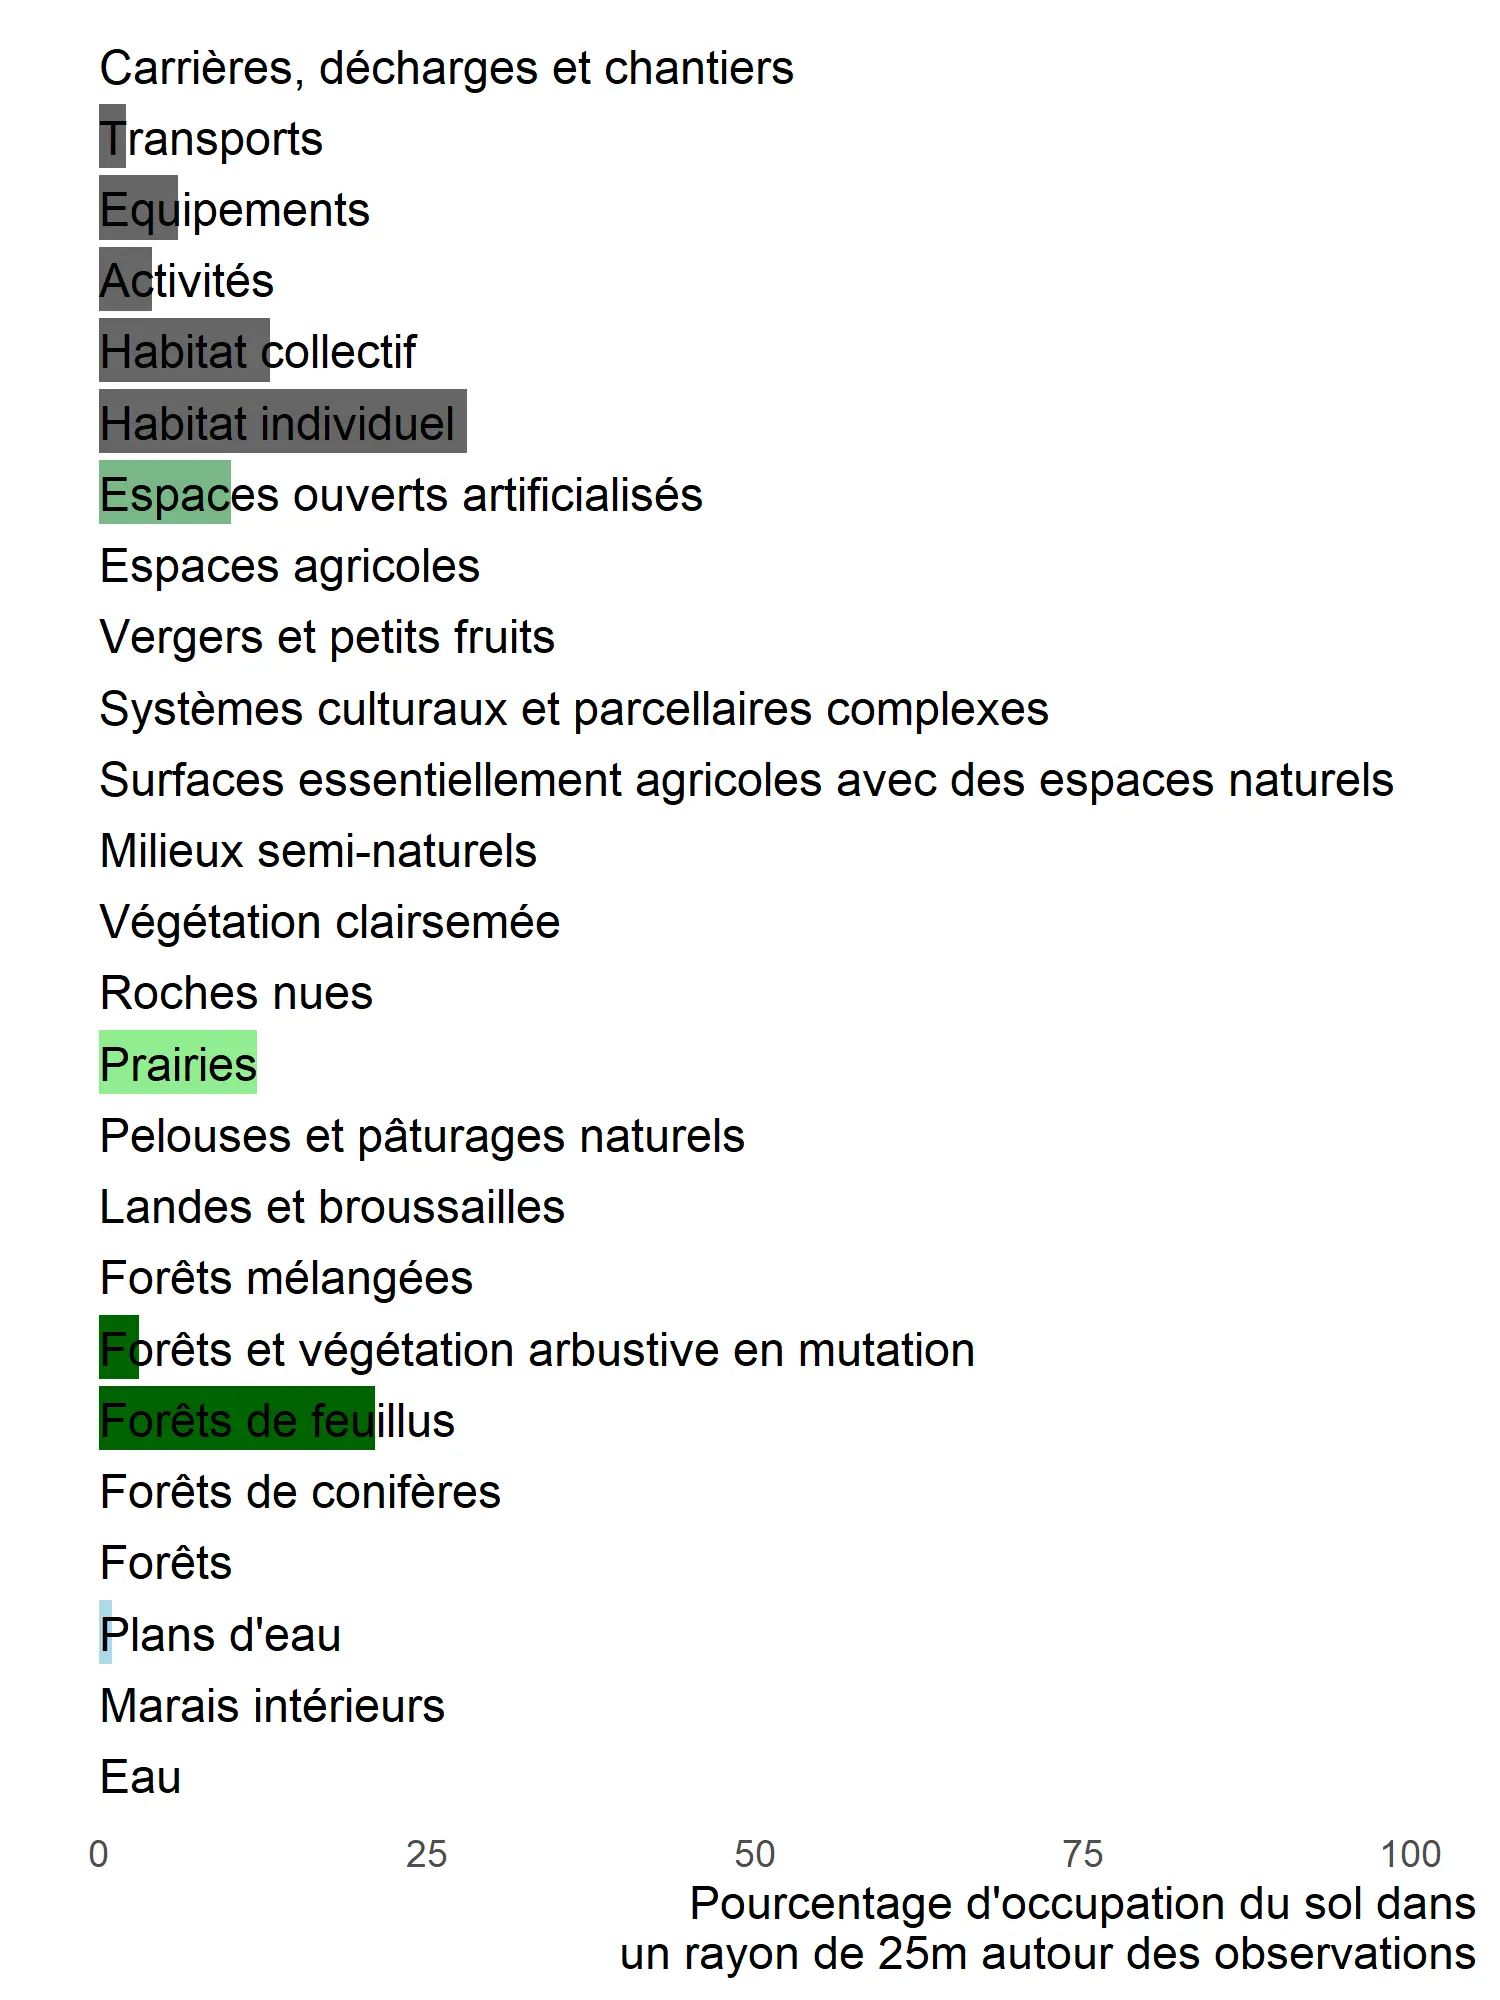 Carrières, décharges et chantiers
Transports
Equipements
Activités
Habitat collectif
Habitat individuel
Espaces ouverts artificialisés
Espaces agricoles
Vergers et petits fruits
Systèmes culturaux et parcellaires complexes
Surfaces essentiellement agricoles avec des espaces naturels
Milieux semi-naturels
Végétation clairsemée
Roches nues
Prairies
Pelouses et pâturages naturels
Landes et broussailles
Forêts mélangées
Forêts et végétation arbustive en mutation
Forêts de feuillus
Forêts de conifères
Forêts
Plans d'eau
Marais intérieurs
Eau
0 25 50 75 100
Pourcentage d'occupation du sol dans
un rayon de 25m autour des observations